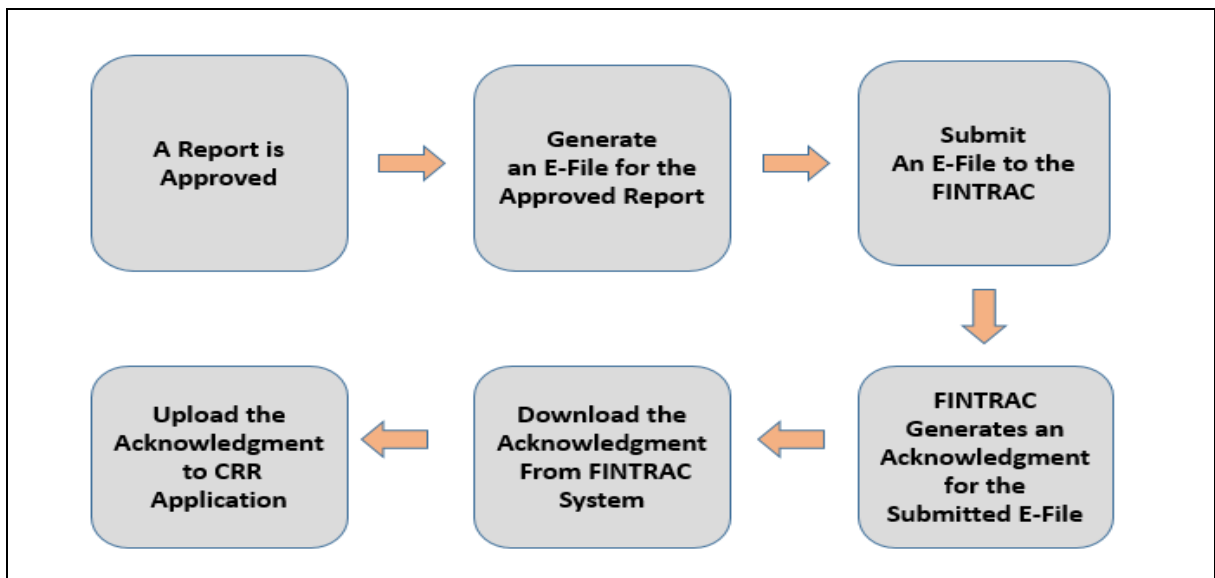 A Report is
Approved
Generate
an E-File for the
Approved Report
Submit
An E-File to the
FINTRAC
FINTRAC
Generates an
Acknowledgment
for the
Submitted E-File
Download the
Acknowledgment
From FINTRAC
System
Upload the
Acknowledgment
to CRR
Application